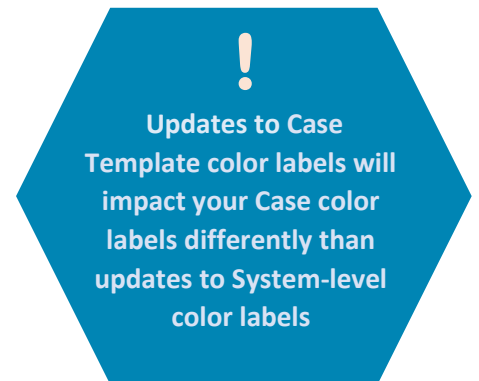 !
Updates to Case
Template color labels will
impact your Case color
labels differently than
updates to System-level
color labels